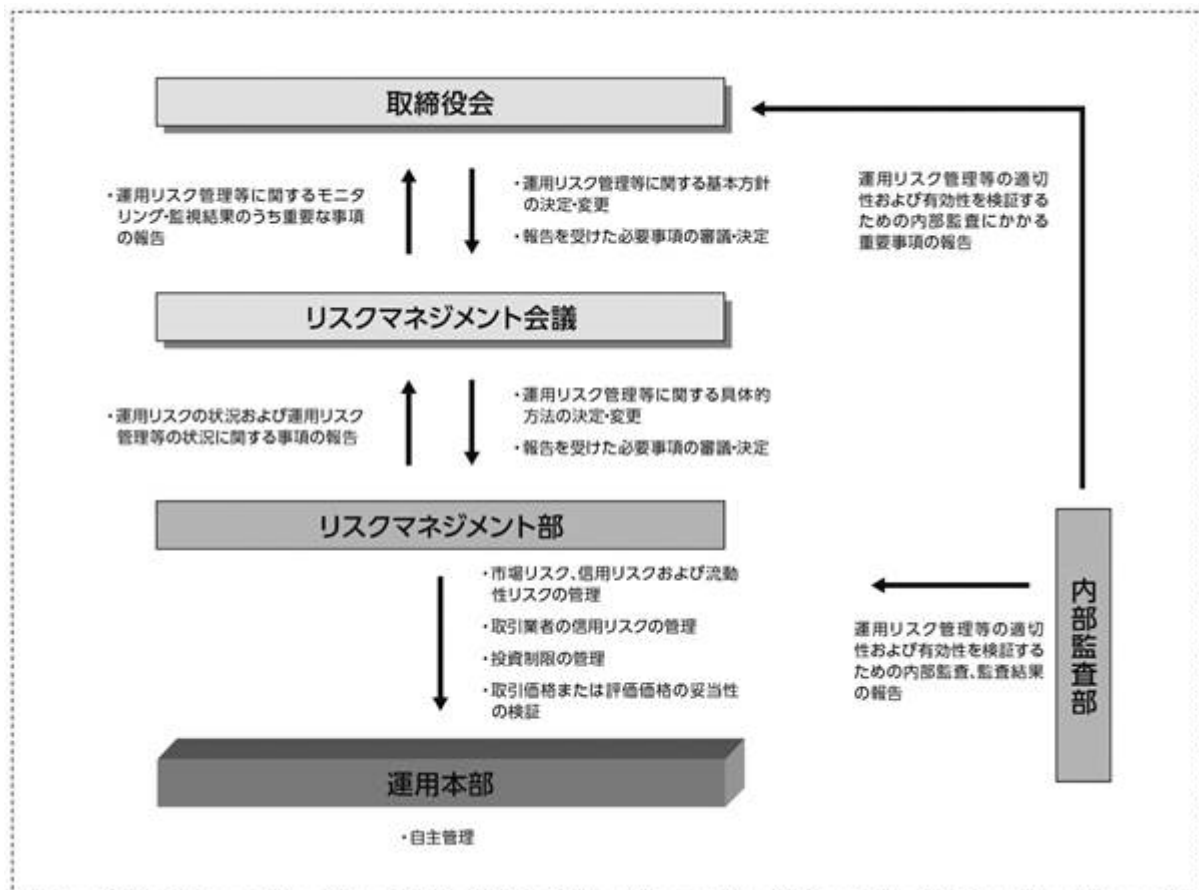 取締役会
・運用リスク管理等に関するモニタ
リング・監視結果のうち重要な事項
の報告
・運用リスク管理等に関する基本方針
の決定・変更
・報告を受けた必要事項の審議・決定
運用リスク管理等の適切
性および有効性を検証する
ための内部監査にかかる
重要事項の報告
リスクマネジメント会議
・運用リスクの状況および運用リスク
管理等の状況に関する事項の報告
・運用リスク管理等に関する具体的
方法の決定・変更
・報告を受けた必要事項の審議・決定
リスクマネジメント部
・市場リスク、信用リスクおよび流動
性リスクの管理
・取引業者の信用リスクの管理
・投資制限の管理
・取引価格または評価価格の妥当性
の検証
運用リスク管理等の適切
性および有効性を検証する
ための内部監査、監査結果
の報告
内部監査部
運用本部
・自主管理